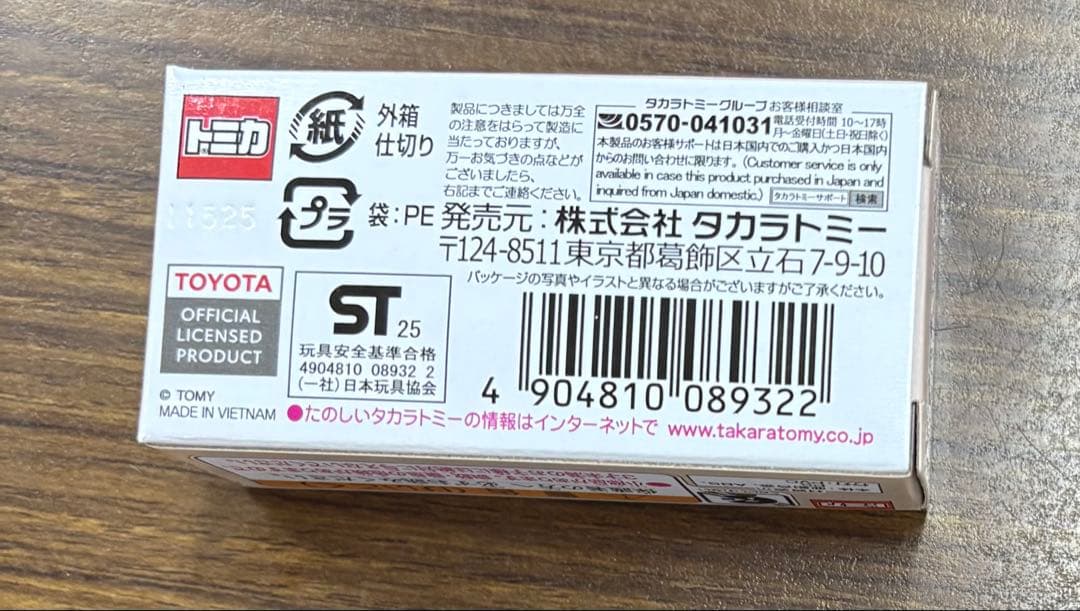 トミカ
紙
外箱
仕切り
プラ
袋：PE
11525
製品につきましては万全
の注意をはらって製造に
当たっておりますが、
万一お気づきの点などが
ございましたら、
右記までご連絡ください。
タカラトミーグループ お客様相談室
0570-041031 電話受付時間 10～17時
月～金曜日(土日・祝日除く)
本製品のお客様サポートは日本国内でのご購入かつ日本国内
からのお問い合わせに限ります。(Customer service is only
available in case this product purchased in Japan and
inquired from Japan domestic.) タカラトミーサポート 検索
発売元：株式会社 タカラトミー
〒124-8511 東京都葛飾区立石7-9-10
パッケージの写真やイラストと異なる場合がございますがご了承ください。
TOYOTA
OFFICIAL
LICENSED
PRODUCT
ST 25
玩具安全基準合格
4904810 08932 2
(一社)日本玩具協会
4 904810 089322
© TOMY
MADE IN VIETNAM
●たのしいタカラトミーの情報はインターネットで www.takaratomy.co.jp